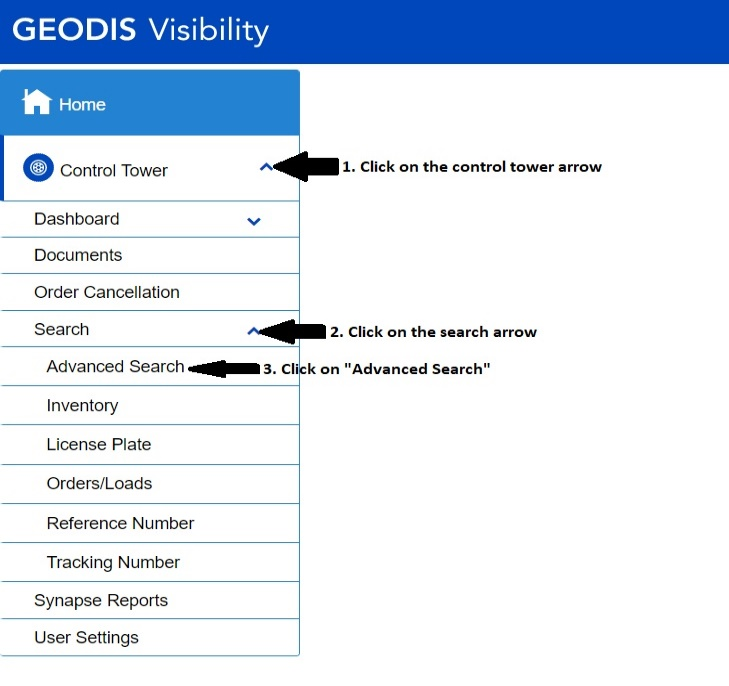 GEODIS Visibility
Home
Control Tower
1. Click on the control tower arrow
Dashboard
Documents
Order Cancellation
Search
2. Click on the search arrow
Advanced Search
3. Click on "Advanced Search"
Inventory
License Plate
Orders/Loads
Reference Number
Tracking Number
Synapse Reports
User Settings